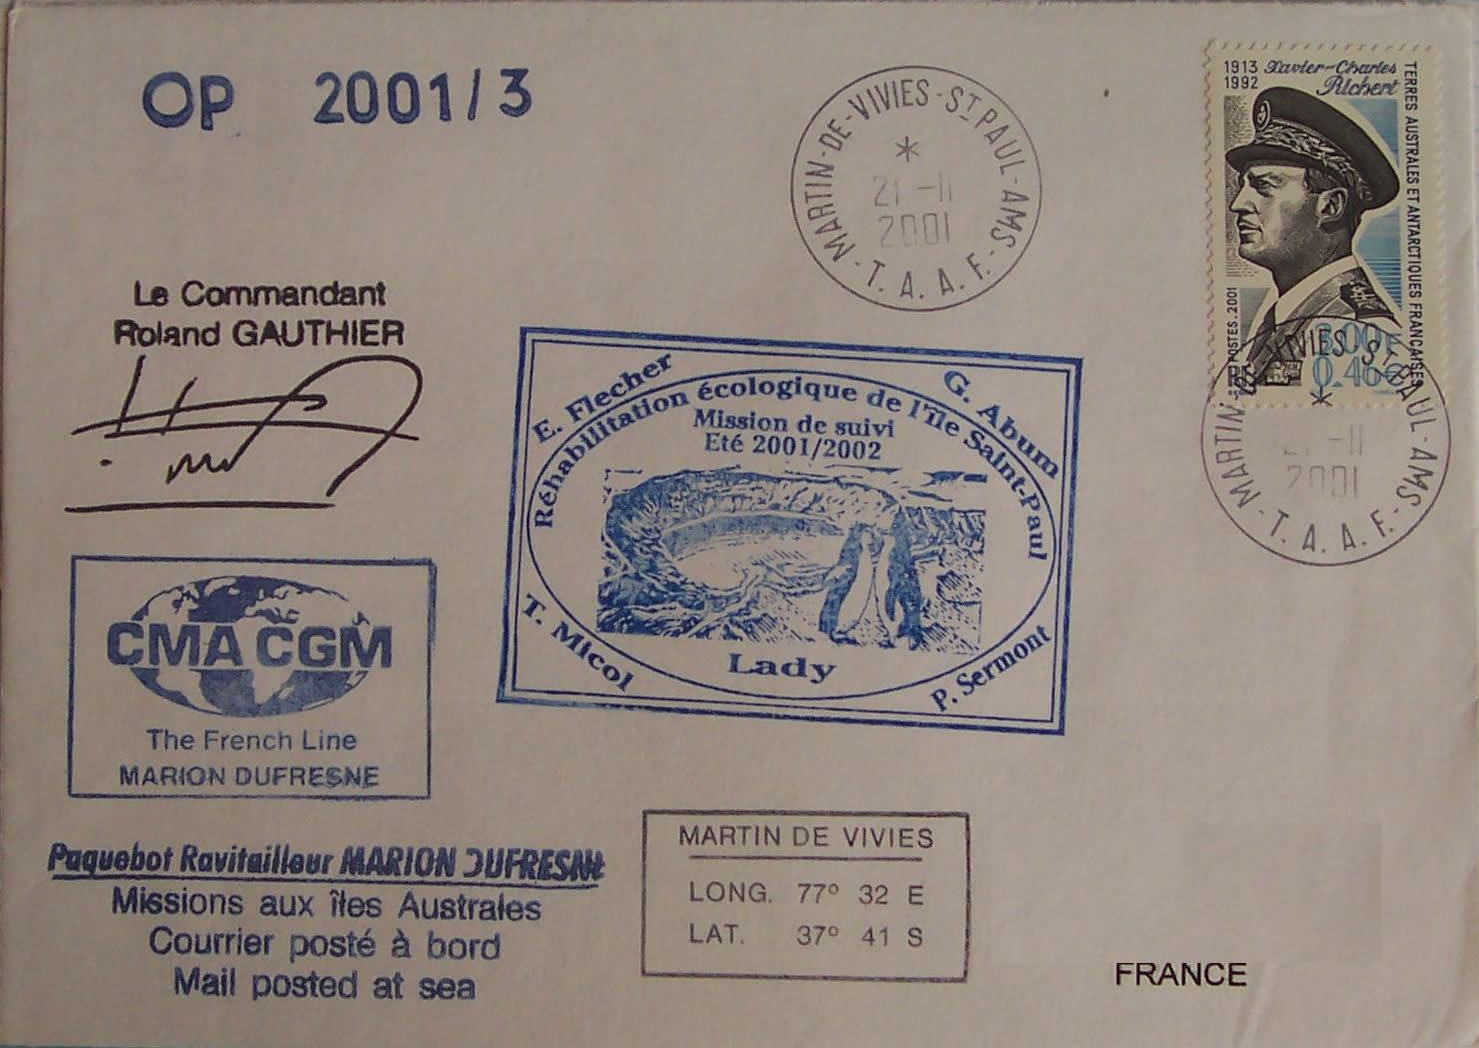 OP 2001/3
MARTIN-DE-VIVIES-ST PAUL-AMS
*
21 -11
2001
-T.A.A.F.-
1913 Xavier-Charles
1992 Richert
TERRES AUSTRALES ET ANTARCTIQUES FRANÇAISES
POSTES.2001
3,00F
0.46€
MARTIN VIVIES ST PAUL-AMS
*
-11
2001
-T.A.A.F.-
Le Commandant
Roland GAUTHIER
E. Flecher
G. Abum
Réhabilitation écologique de l'île Saint-Paul
Mission de suivi
Eté 2001/2002
Lady
T. Micol
P. Sermont
CMA CGM
The French Line
MARION DUFRESNE
Paquebot Ravitailleur MARION DUFRESNE
Missions aux îles Australes
Courrier posté à bord
Mail posted at sea
MARTIN DE VIVIES
LONG. 77° 32 E
LAT. 37° 41 S
FRANCE